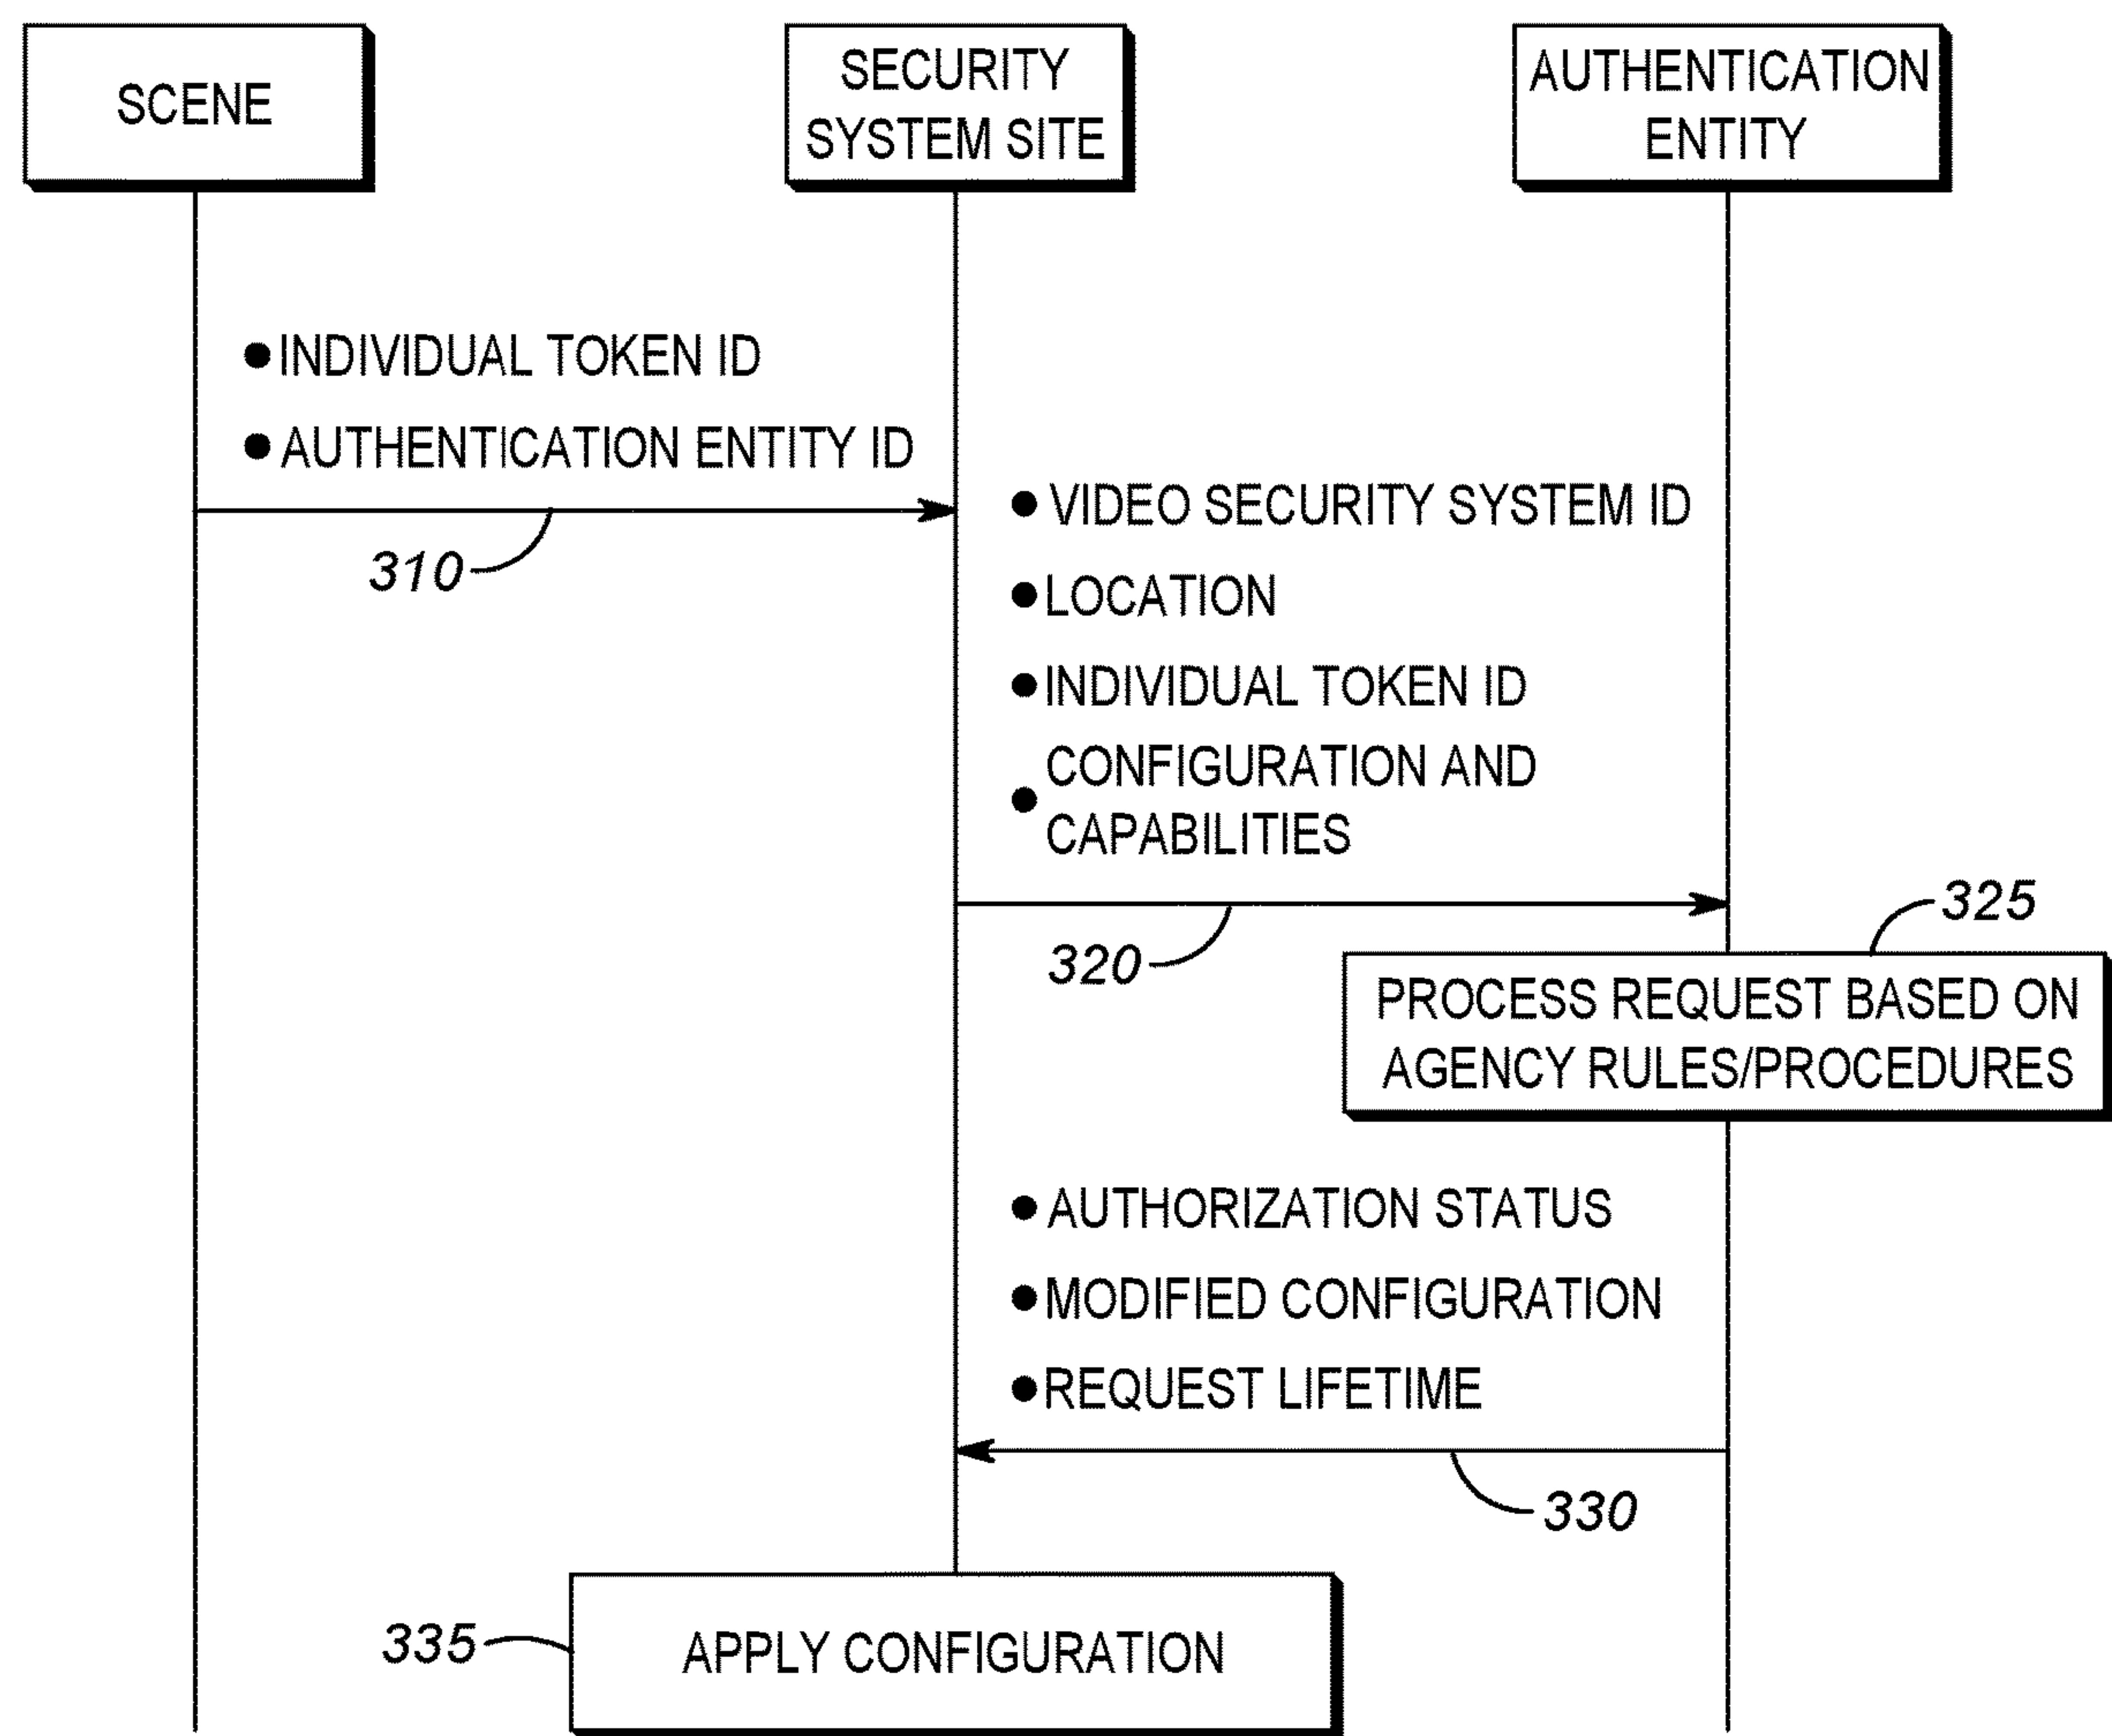 SCENE
SECURITY
SYSTEM SITE
AUTHENTICATION
ENTITY
● INDIVIDUAL TOKEN ID
● AUTHENTICATION ENTITY ID
310
● VIDEO SECURITY SYSTEM ID
● LOCATION
● INDIVIDUAL TOKEN ID
● CONFIGURATION AND
CAPABILITIES
320
325
PROCESS REQUEST BASED ON
AGENCY RULES/PROCEDURES
● AUTHORIZATION STATUS
● MODIFIED CONFIGURATION
● REQUEST LIFETIME
330
335
APPLY CONFIGURATION